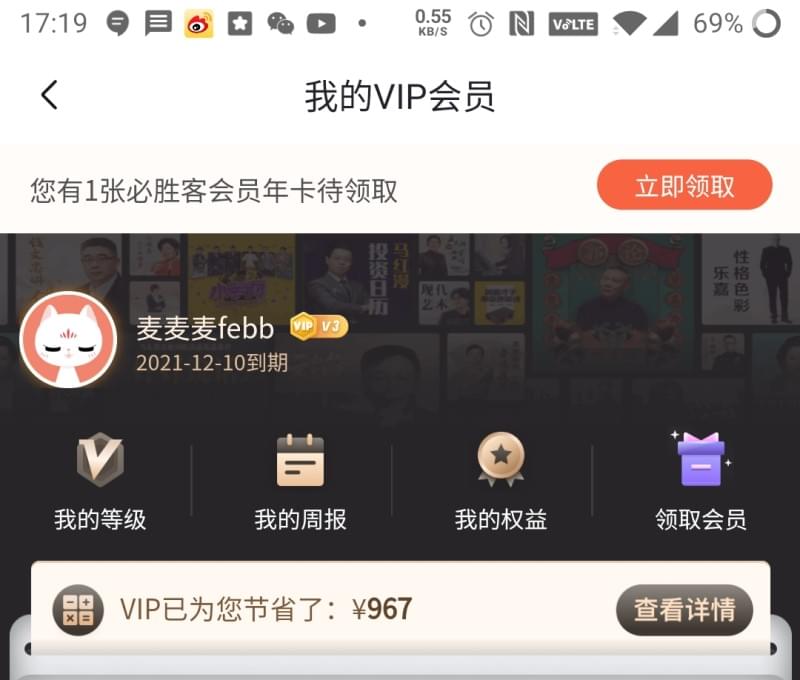 17:19
0.55
KB/S
VoLTE
69%
我的VIP会员
您有1张必胜客会员年卡待领取
立即领取
投资日历
马红漫
现代
艺术
乐嘉
性格色彩
麦麦麦febb
VIP V3
2021-12-10到期
我的等级
我的周报
我的权益
领取会员
VIP已为您节省了：¥967
查看详情